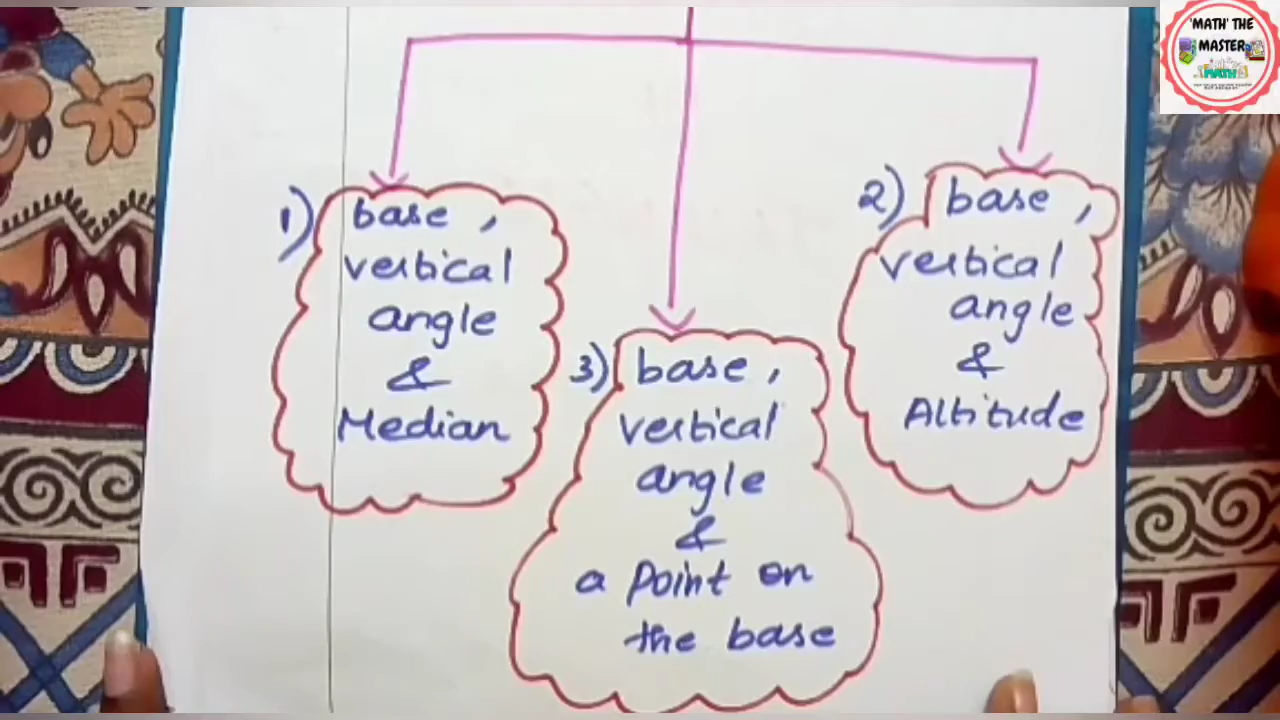 'MATH' THE
MASTER
MATH
1) base ,
vertical
angle
&
Median
2) base ,
vertical
angle
&
Altitude
3) base ,
vertical
angle
&
a Point on
the base